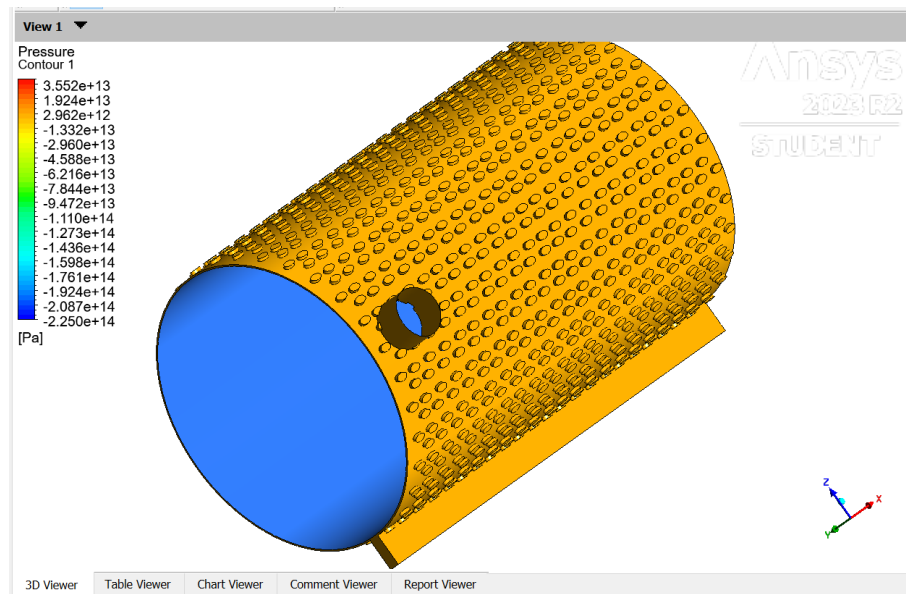 View 1
Pressure
Contour 1
3.552e+13
1.924e+13
2.962e+12
-1.332e+13
-2.960e+13
-4.588e+13
-6.216e+13
-7.844e+13
-9.472e+13
-1.110e+14
-1.273e+14
-1.436e+14
-1.598e+14
-1.761e+14
-1.924e+14
-2.087e+14
-2.250e+14
[Pa]
Ansys
2023 R2
STUDENT
Z
X
Y
3D Viewer
Table Viewer
Chart Viewer
Comment Viewer
Report Viewer